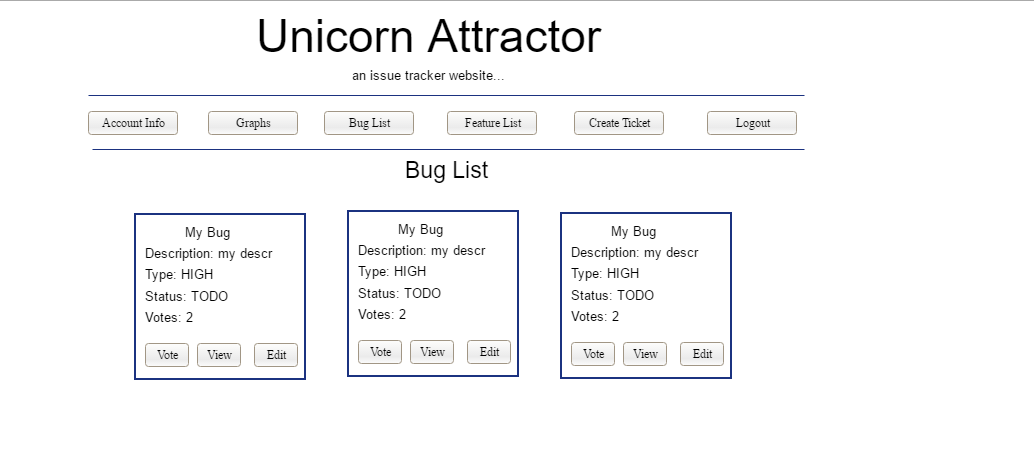 Unicorn Attractor
an issue tracker website...
Account Info Graphs Bug List Feature List Create Ticket Logout
Bug List
My Bug
Description: my descr
Type: HIGH
Status: TODO
Votes: 2
Vote View Edit
My Bug
Description: my descr
Type: HIGH
Status: TODO
Votes: 2
Vote View Edit
My Bug
Description: my descr
Type: HIGH
Status: TODO
Votes: 2
Vote View Edit